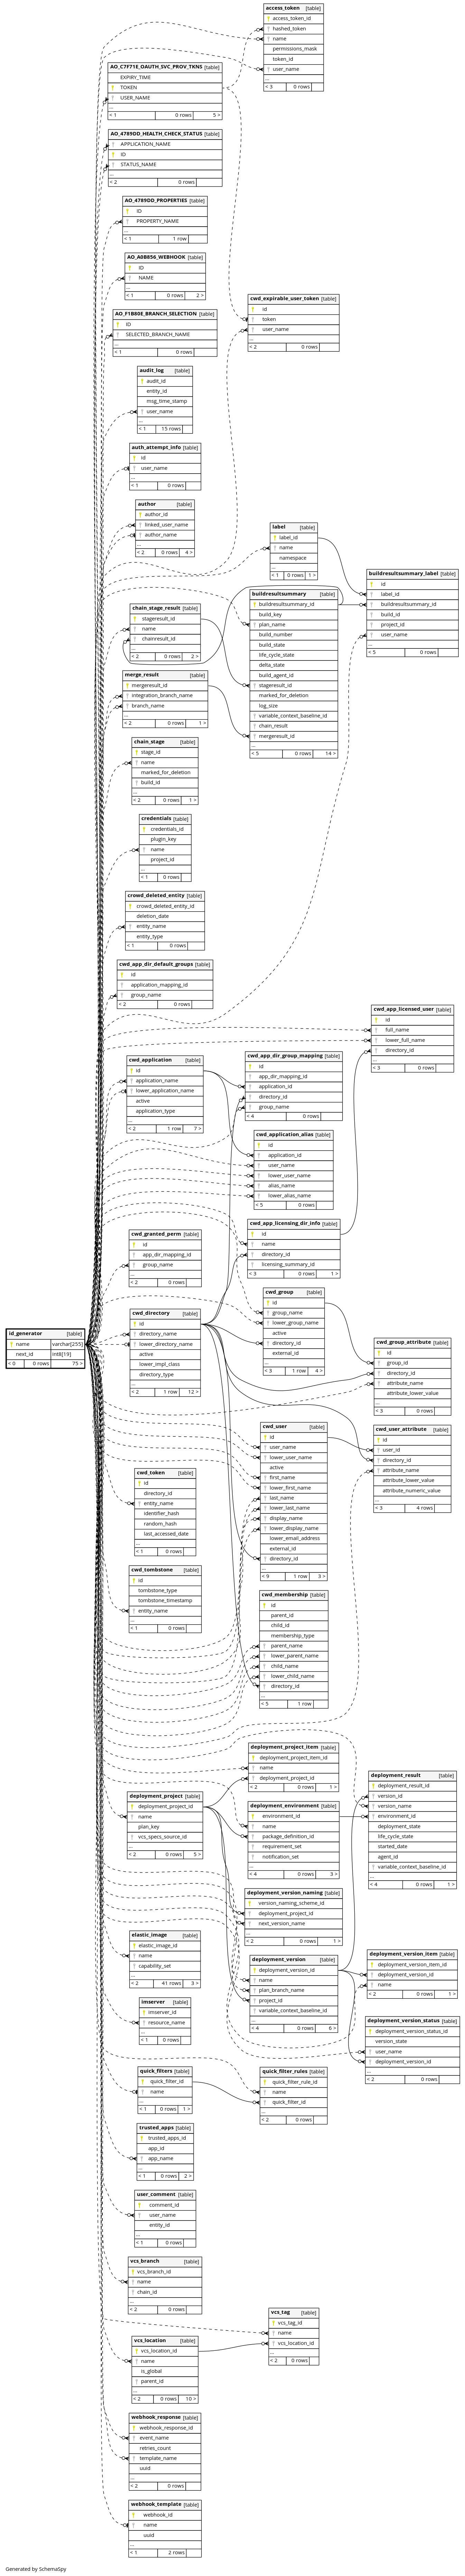 access_token [table]
access_token_id
hashed_token
name
permissions_mask
token_id
user_name
...
< 3 0 rows
AO_C7F71E_OAUTH_SVC_PROV_TKNS [table]
EXPIRY_TIME
TOKEN
USER_NAME
...
< 1 0 rows 5 >
AO_4789DD_HEALTH_CHECK_STATUS [table]
APPLICATION_NAME
ID
STATUS_NAME
...
< 2 0 rows
AO_4789DD_PROPERTIES [table]
ID
PROPERTY_NAME
...
< 1 1 row
AO_A0B856_WEBHOOK [table]
ID
NAME
...
< 1 0 rows 2 >
cwd_expirable_user_token [table]
id
token
user_name
...
< 2 0 rows
AO_F1B80E_BRANCH_SELECTION [table]
ID
SELECTED_BRANCH_NAME
...
< 1 0 rows
audit_log [table]
audit_id
entity_id
msg_time_stamp
user_name
...
< 1 15 rows
auth_attempt_info [table]
id
user_name
...
< 1 0 rows
author [table]
author_id
linked_user_name
author_name
...
< 2 0 rows 4 >
label [table]
label_id
name
namespace
...
< 1 0 rows 1 >
buildresultsummary_label [table]
id
label_id
buildresultsummary_id
build_id
project_id
user_name
...
< 5 0 rows
buildresultsummary [table]
buildresultsummary_id
build_key
plan_name
build_number
build_state
life_cycle_state
delta_state
build_agent_id
stageresult_id
marked_for_deletion
log_size
variable_context_baseline_id
chain_result
mergeresult_id
...
< 5 0 rows 14 >
chain_stage_result [table]
stageresult_id
name
chainresult_id
...
< 2 0 rows 2 >
merge_result [table]
mergeresult_id
integration_branch_name
branch_name
...
< 2 0 rows 1 >
chain_stage [table]
stage_id
name
marked_for_deletion
build_id
...
< 2 0 rows 1 >
credentials [table]
credentials_id
plugin_key
name
project_id
...
< 1 0 rows
crowd_deleted_entity [table]
crowd_deleted_entity_id
deletion_date
entity_name
entity_type
< 1 0 rows
cwd_app_dir_default_groups [table]
id
application_mapping_id
group_name
< 2 0 rows
cwd_app_licensed_user [table]
id
full_name
lower_full_name
directory_id
...
< 3 0 rows
cwd_application [table]
id
application_name
lower_application_name
active
application_type
...
< 2 1 row 7 >
cwd_app_dir_group_mapping [table]
id
app_dir_mapping_id
application_id
directory_id
group_name
< 4 0 rows
cwd_application_alias [table]
id
application_id
user_name
lower_user_name
alias_name
lower_alias_name
< 5 0 rows
cwd_app_licensing_dir_info [table]
id
name
directory_id
licensing_summary_id
< 3 0 rows 1 >
cwd_granted_perm [table]
id
app_dir_mapping_id
group_name
...
< 2 0 rows
cwd_group [table]
id
group_name
lower_group_name
active
directory_id
external_id
...
< 3 1 row 4 >
id_generator [table]
name varchar[255]
next_id int8[19]
< 0 0 rows 75 >
cwd_directory [table]
id
directory_name
lower_directory_name
active
lower_impl_class
directory_type
...
< 2 1 row 12 >
cwd_group_attribute [table]
id
group_id
directory_id
attribute_name
attribute_lower_value
...
< 3 0 rows
cwd_user [table]
id
user_name
lower_user_name
active
first_name
lower_first_name
last_name
lower_last_name
display_name
lower_display_name
lower_email_address
external_id
directory_id
...
< 9 1 row 3 >
cwd_user_attribute [table]
id
user_id
directory_id
attribute_name
attribute_lower_value
attribute_numeric_value
...
< 3 4 rows
cwd_token [table]
id
directory_id
entity_name
identifier_hash
random_hash
last_accessed_date
...
< 1 0 rows
cwd_tombstone [table]
id
tombstone_type
tombstone_timestamp
entity_name
...
< 1 0 rows
cwd_membership [table]
id
parent_id
child_id
membership_type
parent_name
lower_parent_name
child_name
lower_child_name
directory_id
...
< 5 1 row
deployment_project_item [table]
deployment_project_item_id
name
deployment_project_id
< 2 0 rows 1 >
deployment_result [table]
deployment_result_id
version_id
version_name
environment_id
deployment_state
life_cycle_state
started_date
agent_id
variable_context_baseline_id
...
< 4 0 rows 1 >
deployment_project [table]
deployment_project_id
name
plan_key
vcs_specs_source_id
...
< 2 0 rows 5 >
deployment_environment [table]
environment_id
name
package_definition_id
requirement_set
notification_set
...
< 4 0 rows 3 >
deployment_version_naming [table]
version_naming_scheme_id
deployment_project_id
next_version_name
...
< 2 0 rows 1 >
elastic_image [table]
elastic_image_id
name
capability_set
...
< 2 41 rows 3 >
deployment_version [table]
deployment_version_id
name
plan_branch_name
project_id
variable_context_baseline_id
...
< 4 0 rows 6 >
deployment_version_item [table]
deployment_version_item_id
deployment_version_id
name
< 2 0 rows 1 >
imserver [table]
imserver_id
resource_name
...
< 1 0 rows
deployment_version_status [table]
deployment_version_status_id
version_state
user_name
deployment_version_id
...
< 2 0 rows
quick_filters [table]
quick_filter_id
name
...
< 1 0 rows 1 >
quick_filter_rules [table]
quick_filter_rule_id
name
quick_filter_id
...
< 2 0 rows
trusted_apps [table]
trusted_apps_id
app_id
app_name
...
< 1 0 rows 2 >
user_comment [table]
comment_id
user_name
entity_id
...
< 1 0 rows
vcs_branch [table]
vcs_branch_id
name
chain_id
...
< 2 0 rows
vcs_tag [table]
vcs_tag_id
name
vcs_location_id
...
< 2 0 rows
vcs_location [table]
vcs_location_id
name
is_global
parent_id
...
< 2 0 rows 10 >
webhook_response [table]
webhook_response_id
event_name
retries_count
template_name
uuid
...
< 2 0 rows
webhook_template [table]
webhook_id
name
uuid
...
< 1 2 rows
Generated by SchemaSpy